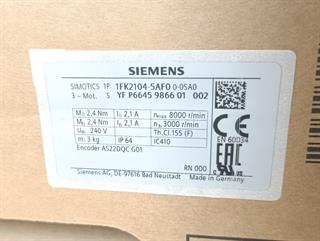 SIEMENS
SIMOTICS 1P 1FK2104-5AF0 0-0SA0
3~Mot. S YF P6645 9866 01 002
M₀ 2,4 Nm I₀ 2,1 A nmax 8000 r/min
Mₙ 2,4 Nm Iₙ 2,1 A nₙ 3000 r/min
240 V Th.Cl.155 (F)
m: 3 kg IP 64 IC410
Encoder AS22DQC G01
CE
EN 60034
EAC
RN 000
Siemens AG, DE-97616 Bad Neustadt Made in Germany